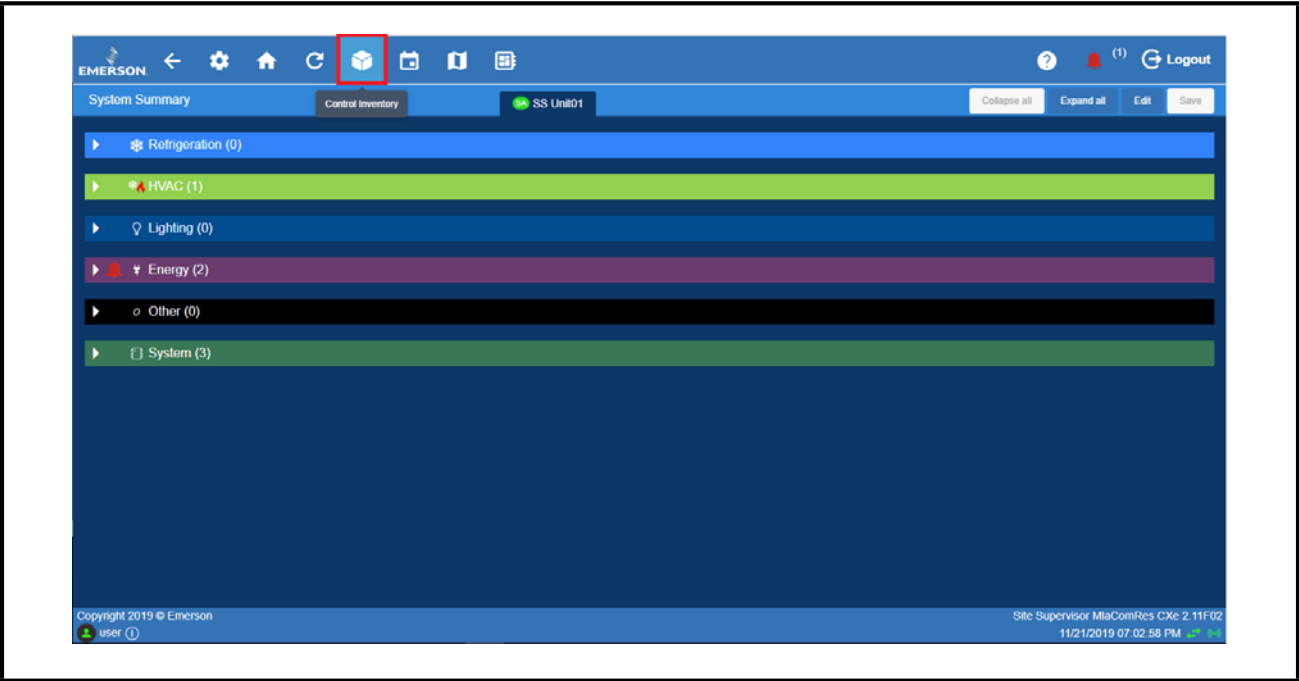 EMERSON
(1) Logout
System Summary
Control Inventory
SA SS Unit01
Collapse all Expand all Edit Save
Refrigeration (0)
HVAC (1)
Lighting (0)
Energy (2)
Other (0)
System (3)
Copyright 2019 © Emerson
Site Supervisor MlaComRes CXe 2.11F02
user
11/21/2019 07:02:58 PM